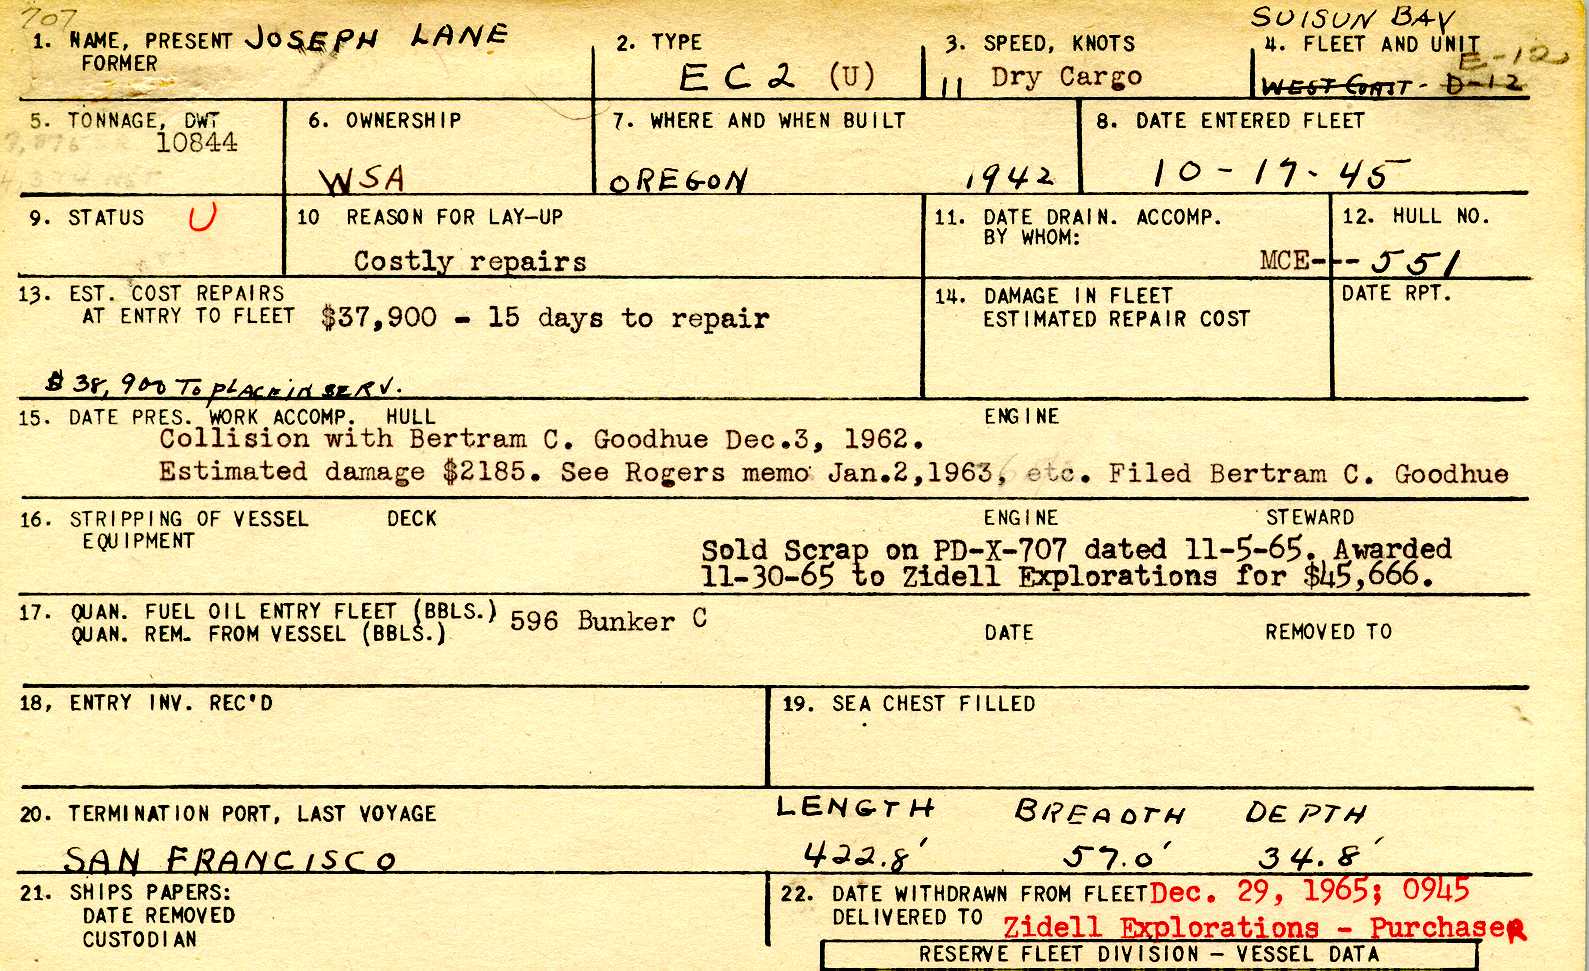 707
SUISUN BAY
1. NAME, PRESENT JOSEPH LANE
FORMER
2. TYPE
EC2 (U)
3. SPEED, KNOTS
11 Dry Cargo
4. FLEET AND UNIT
E-12
WEST COAST - D-12
5. TONNAGE, DWT
10844
6. OWNERSHIP
WSA
7. WHERE AND WHEN BUILT
OREGON 1942
8. DATE ENTERED FLEET
10-17-45
9. STATUS U
10 REASON FOR LAY-UP
Costly repairs
11. DATE DRAIN. ACCOMP.
BY WHOM:
12. HULL NO.
MCE---551
13. EST. COST REPAIRS
AT ENTRY TO FLEET $37,900 - 15 days to repair
$38,900 TO PLACE IN SERV.
14. DAMAGE IN FLEET
ESTIMATED REPAIR COST
DATE RPT.
15. DATE PRES. WORK ACCOMP. HULL ENGINE
Collision with Bertram C. Goodhue Dec.3, 1962.
Estimated damage $2185. See Rogers memo Jan.2,1963, etc. Filed Bertram C. Goodhue
16. STRIPPING OF VESSEL DECK ENGINE STEWARD
EQUIPMENT
Sold Scrap on PD-X-707 dated 11-5-65. Awarded
11-30-65 to Zidell Explorations for $45,666.
17. QUAN. FUEL OIL ENTRY FLEET (BBLS.) 596 Bunker C
QUAN. REM. FROM VESSEL (BBLS.) DATE REMOVED TO
18, ENTRY INV. REC'D
19. SEA CHEST FILLED
20. TERMINATION PORT, LAST VOYAGE
SAN FRANCISCO
LENGTH BREADTH DEPTH
422.8' 57.0' 34.8'
21. SHIPS PAPERS:
DATE REMOVED
CUSTODIAN
22. DATE WITHDRAWN FROM FLEET Dec. 29, 1965; 0945
DELIVERED TO Zidell Explorations - Purchaser
RESERVE FLEET DIVISION - VESSEL DATA